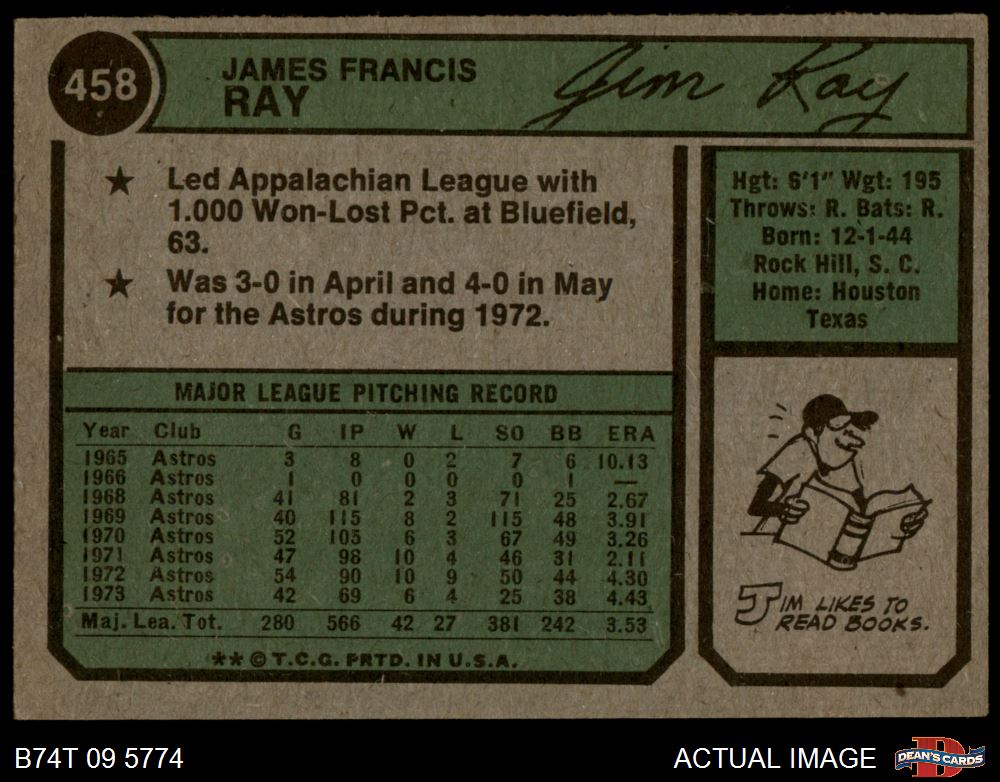 458
JAMES FRANCIS
RAY
Jim Ray
★ Led Appalachian League with
1.000 Won-Lost Pct. at Bluefield,
63.
★ Was 3-0 in April and 4-0 in May
for the Astros during 1972.
Hgt: 6'1" Wgt: 195
Throws: R. Bats: R.
Born: 12-1-44
Rock Hill, S. C.
Home: Houston
Texas
MAJOR LEAGUE PITCHING RECORD
Year Club G IP W L SO BB ERA
1965 Astros 3 8 0 2 7 6 10.13
1966 Astros 1 0 0 0 0 1 —
1968 Astros 41 81 2 3 71 25 2.67
1969 Astros 40 115 8 2 115 48 3.91
1970 Astros 52 105 6 3 67 49 3.26
1971 Astros 47 98 10 4 46 31 2.11
1972 Astros 54 90 10 9 50 44 4.30
1973 Astros 42 69 6 4 25 38 4.43
Maj. Lea. Tot. 280 566 42 27 381 242 3.53
** © T.C.G. PRTD. IN U.S.A.
JIM LIKES TO
READ BOOKS.
B74T 09 5774
ACTUAL IMAGE
DEAN'S CARDS